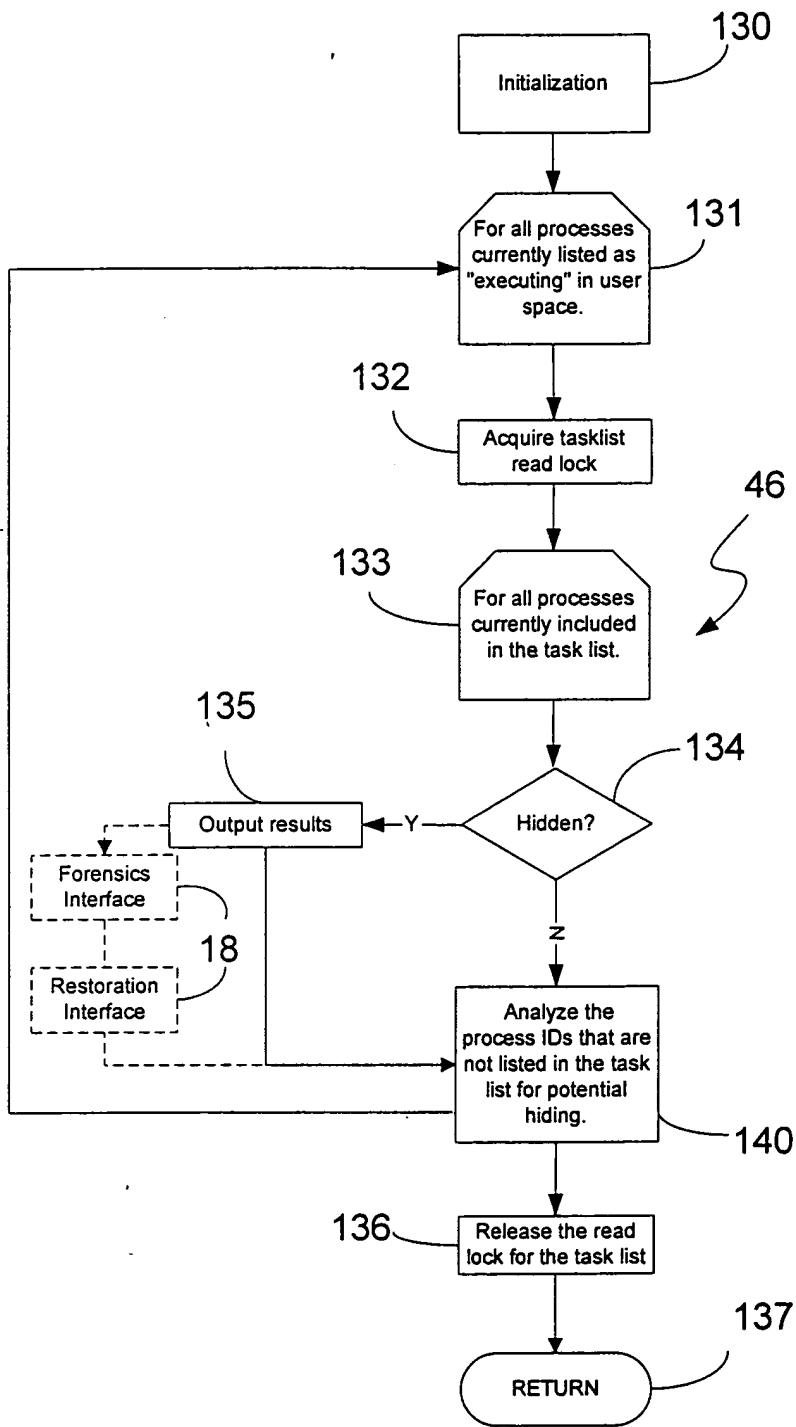 130
Initialization
131
For all processes
currently listed as
"executing" in user
space.
132
Acquire tasklist
read lock
46
133
For all processes
currently included
in the task list.
135
134
Output results
Y
Hidden?
Forensics
Interface
18
N
Restoration
Interface
Analyze the
process IDs that are
not listed in the task
list for potential
hiding.
140
136
Release the read
lock for the task list
137
RETURN